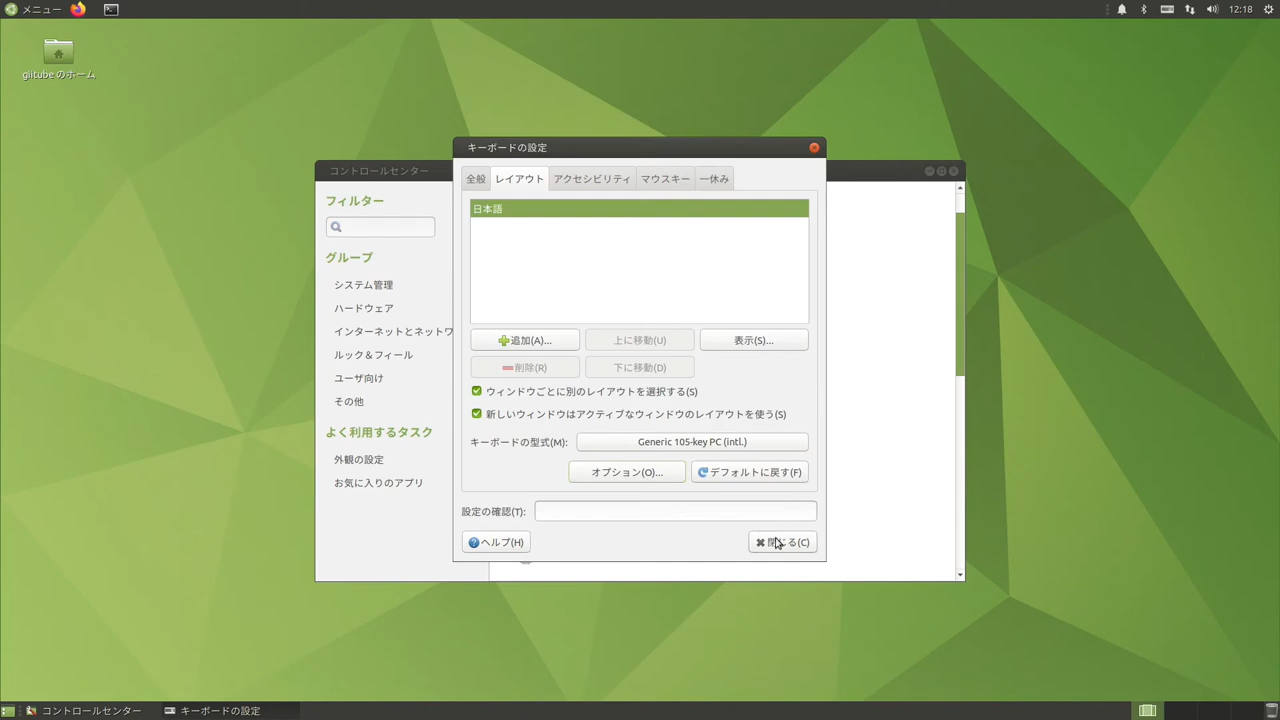 メニュー
12:18
giitube のホーム
コントロールセンター
フィルター
グループ
システム管理
ハードウェア
インターネットとネットワ
ルック＆フィール
ユーザ向け
その他
よく利用するタスク
外観の設定
お気に入りのアプリ
キーボードの設定
全般 レイアウト アクセシビリティ マウスキー 一休み
日本語
追加(A)... 上に移動(U) 表示(S)...
削除(R) 下に移動(D)
ウィンドウごとに別のレイアウトを選択する(S)
新しいウィンドウはアクティブなウィンドウのレイアウトを使う(S)
キーボードの型式(M): Generic 105-key PC (intl.)
オプション(O)... デフォルトに戻す(F)
設定の確認(T):
ヘルプ(H) 閉じる(C)
コントロールセンター キーボードの設定